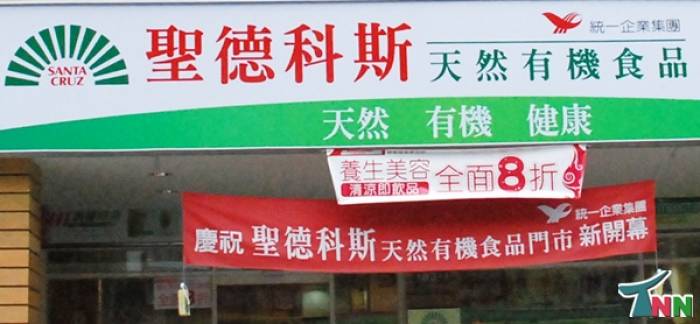 SANTA
CRUZ
聖德科斯
統一企業集團
天然有機食品
天然 有機 健康
養生美容
清涼即飲品
全面8折
統一企業集團
慶祝 聖德科斯 天然有機食品門市 新開幕
TNN